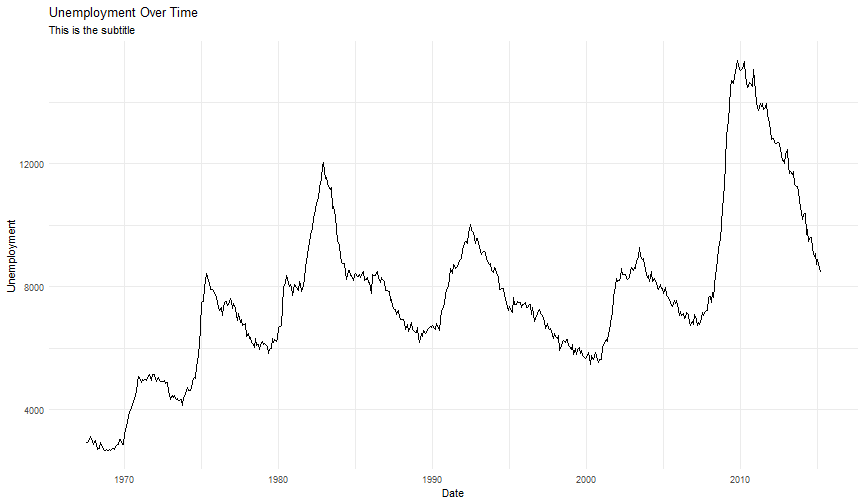 Unemployment Over Time
This is the subtitle
Unemployment
12000
8000
4000
1970 1980 1990 2000 2010
Date